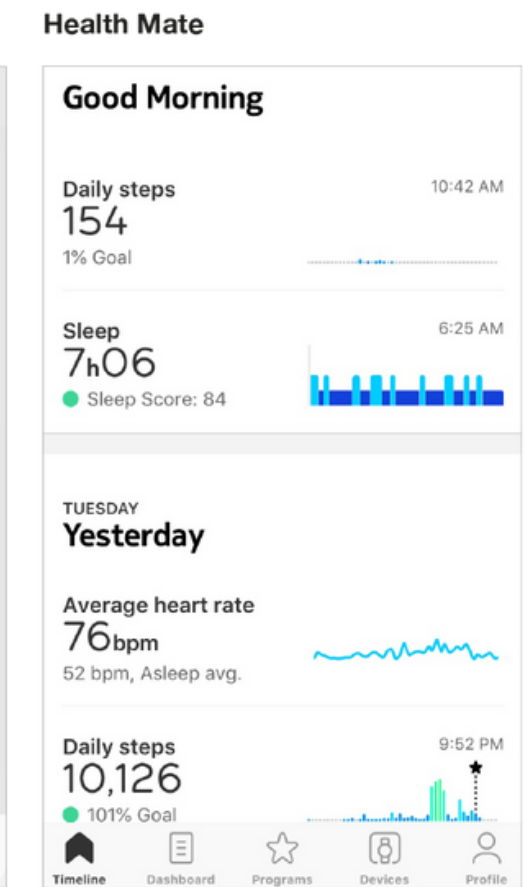 Health Mate
Good Morning
Daily steps
10:42 AM
154
1% Goal
Sleep
6:25 AM
7h06
Sleep Score: 84
TUESDAY
Yesterday
Average heart rate
76bpm
52 bpm, Asleep avg.
Daily steps
9:52 PM
10,126
101% Goal
Timeline Dashboard Programs Devices Profile